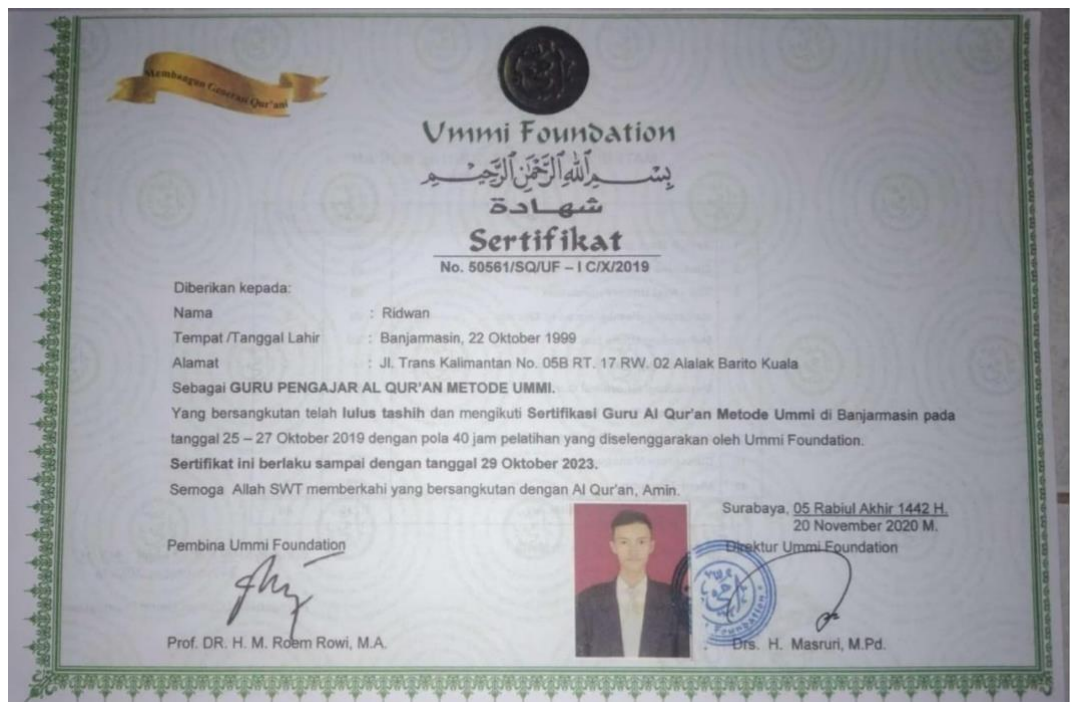 Membangun Generasi Qur'ani
Ummi Foundation
بِسْمِ اللهِ الرَّحْمٰنِ الرَّحِيْمِ
شهادة
Sertifikat
No. 50561/SQ/UF – I C/X/2019
Diberikan kepada:
Nama : Ridwan
Tempat /Tanggal Lahir : Banjarmasin, 22 Oktober 1999
Alamat : Jl. Trans Kalimantan No. 05B RT. 17 RW. 02 Alalak Barito Kuala
Sebagai GURU PENGAJAR AL QUR'AN METODE UMMI.
Yang bersangkutan telah lulus tashih dan mengikuti Sertifikasi Guru Al Qur'an Metode Ummi di Banjarmasin pada
tanggal 25 – 27 Oktober 2019 dengan pola 40 jam pelatihan yang diselenggarakan oleh Ummi Foundation.
Sertifikat ini berlaku sampai dengan tanggal 29 Oktober 2023.
Semoga Allah SWT memberkahi yang bersangkutan dengan Al Qur'an, Amin.
Surabaya, 05 Rabiul Akhir 1442 H.
20 November 2020 M.
Pembina Ummi Foundation
Direktur Ummi Foundation
Prof. DR. H. M. Roem Rowi, M.A.
Drs. H. Masruri, M.Pd.